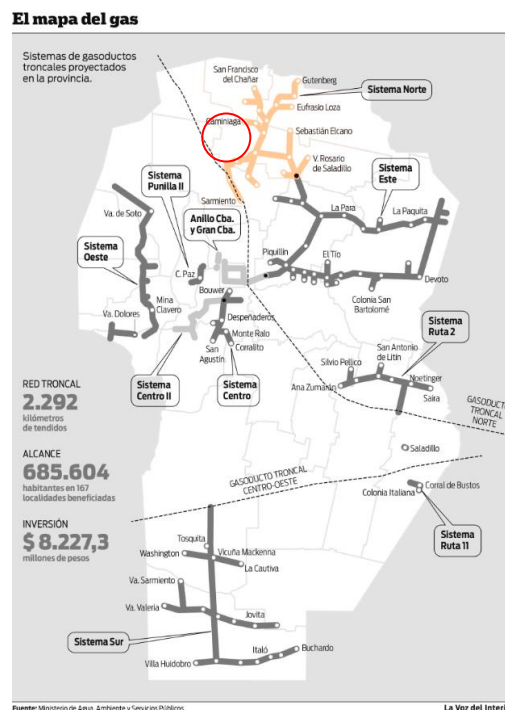 El mapa del gas
Sistemas de gasoductos
troncales proyectados
en la provincia.
San Francisco
del Chañar
Gutenberg
Sistema Norte
Eufrasio Loza
Caminiaga
Sebastián Elcano
V. Rosario
de Saladillo
Sistema
Este
Sistema
Punilla II
Sarmiento
Va. de Soto
La Para
La Paquita
Anillo Cba.
y Gran Cba.
Sistema
Oeste
Piquillín
El Tío
C. Paz
Devoto
Bouwer
Colonia San
Bartolomé
Mina
Clavero
Va. Dolores
Despeñaderos
Monte Ralo
Corralito
San
Agustín
Sistema
Ruta 2
San Antonio
de Litín
Silvio Pellico
Noetinger
Ana Zumarán
Saira
Sistema
Centro II
Sistema
Centro
RED TRONCAL
2.292
kilómetros
de tendidos
GASODUCTO
TRONCAL
NORTE
Saladillo
ALCANCE
685.604
habitantes en 167
localidades beneficiadas
GASODUCTO TRONCAL
CENTRO-OESTE
Corral de Bustos
Colonia Italiana
INVERSIÓN
$ 8.227,3
millones de pesos
Sistema
Ruta 11
Tosquita
Washington
Vicuña Mackenna
La Cautiva
Va. Sarmiento
Va. Valeria
Jovita
Sistema Sur
Italó
Buchardo
Villa Huidobro
Fuente: Ministerio de Agua, Ambiente y Servicios Públicos
La Voz del Interi